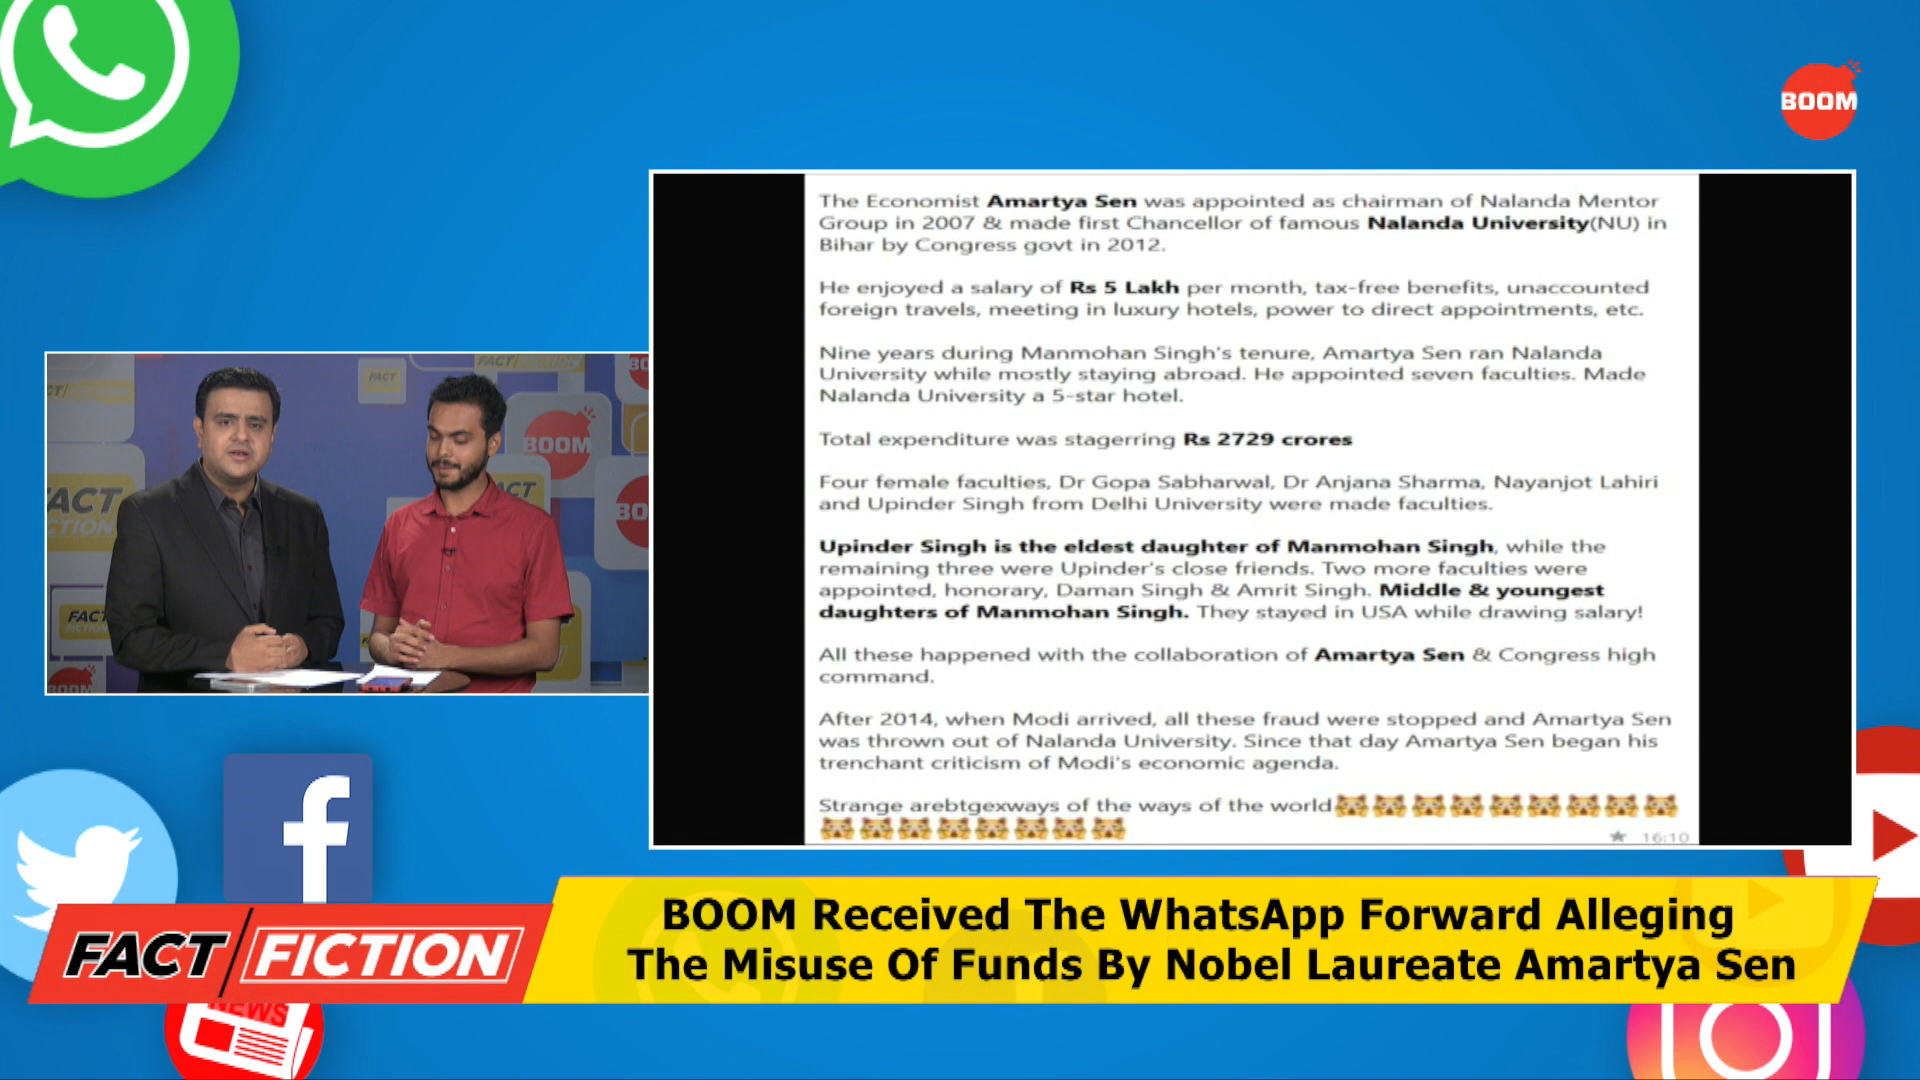 BOOM
The Economist Amartya Sen was appointed as chairman of Nalanda Mentor
Group in 2007 & made first Chancellor of famous Nalanda University(NU) in
Bihar by Congress govt in 2012.
He enjoyed a salary of Rs 5 Lakh per month, tax-free benefits, unaccounted
foreign travels, meeting in luxury hotels, power to direct appointments, etc.
Nine years during Manmohan Singh's tenure, Amartya Sen ran Nalanda
University while mostly staying abroad. He appointed seven faculties. Made
Nalanda University a 5-star hotel.
Total expenditure was stagerring Rs 2729 crores
Four female faculties, Dr Gopa Sabharwal, Dr Anjana Sharma, Nayanjot Lahiri
and Upinder Singh from Delhi University were made faculties.
Upinder Singh is the eldest daughter of Manmohan Singh, while the
remaining three were Upinder's close friends. Two more faculties were
appointed, honorary, Daman Singh & Amrit Singh. Middle & youngest
daughters of Manmohan Singh. They stayed in USA while drawing salary!
All these happened with the collaboration of Amartya Sen & Congress high
command.
After 2014, when Modi arrived, all these fraud were stopped and Amartya Sen
was thrown out of Nalanda University. Since that day Amartya Sen began his
trenchant criticism of Modi's economic agenda.
Strange arebtgexways of the ways of the world
16:10
FACT
BOOM
ACT
ACT
CTION
BO
FACT
BOOM
BOOM Received The WhatsApp Forward Alleging
The Misuse Of Funds By Nobel Laureate Amartya Sen
FACT/FICTION
NEWS